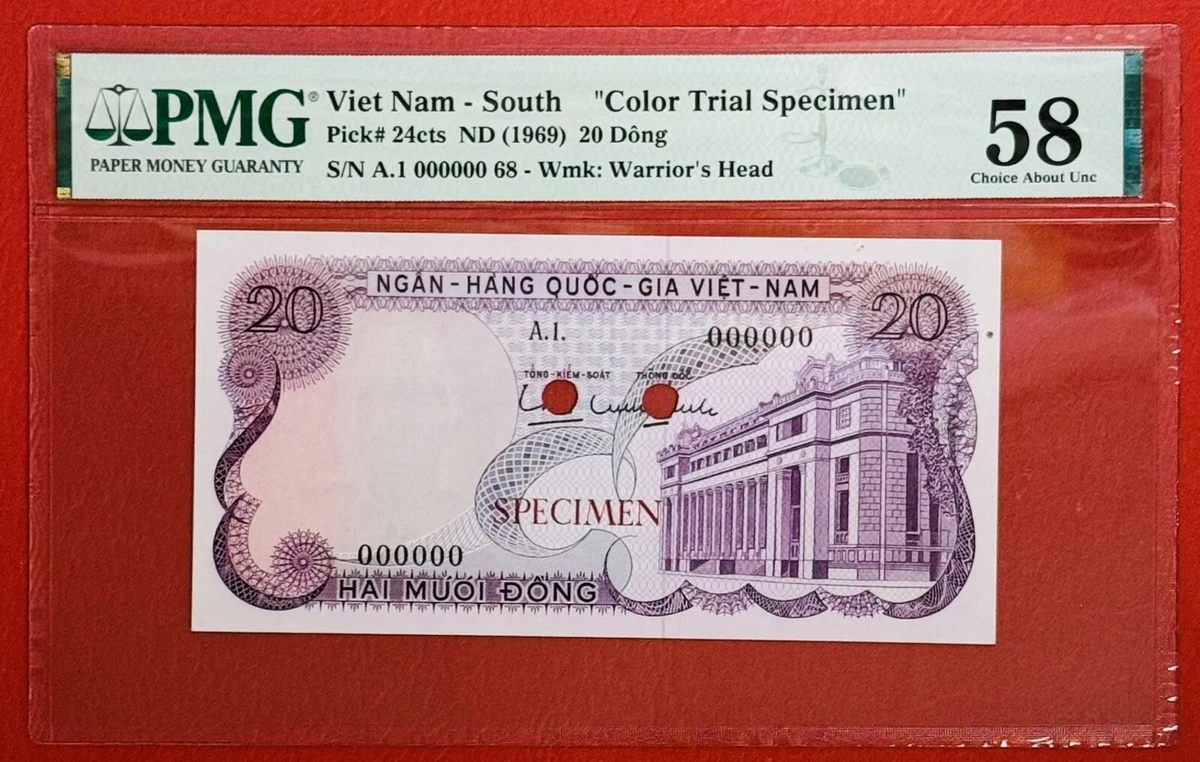 PMG® Viet Nam - South "Color Trial Specimen"
Pick# 24cts ND (1969) 20 Dông
PAPER MONEY GUARANTY S/N A.1 000000 68 - Wmk: Warrior's Head
58
Choice About Unc
20 NGÂN-HÀNG QUỐC-GIA VIỆT-NAM 20
A.1. 000000
TỔNG-KIỂM-SOÁT THỐNG ĐỐC
SPECIMEN
000000
HAI MƯƠI ĐỒNG